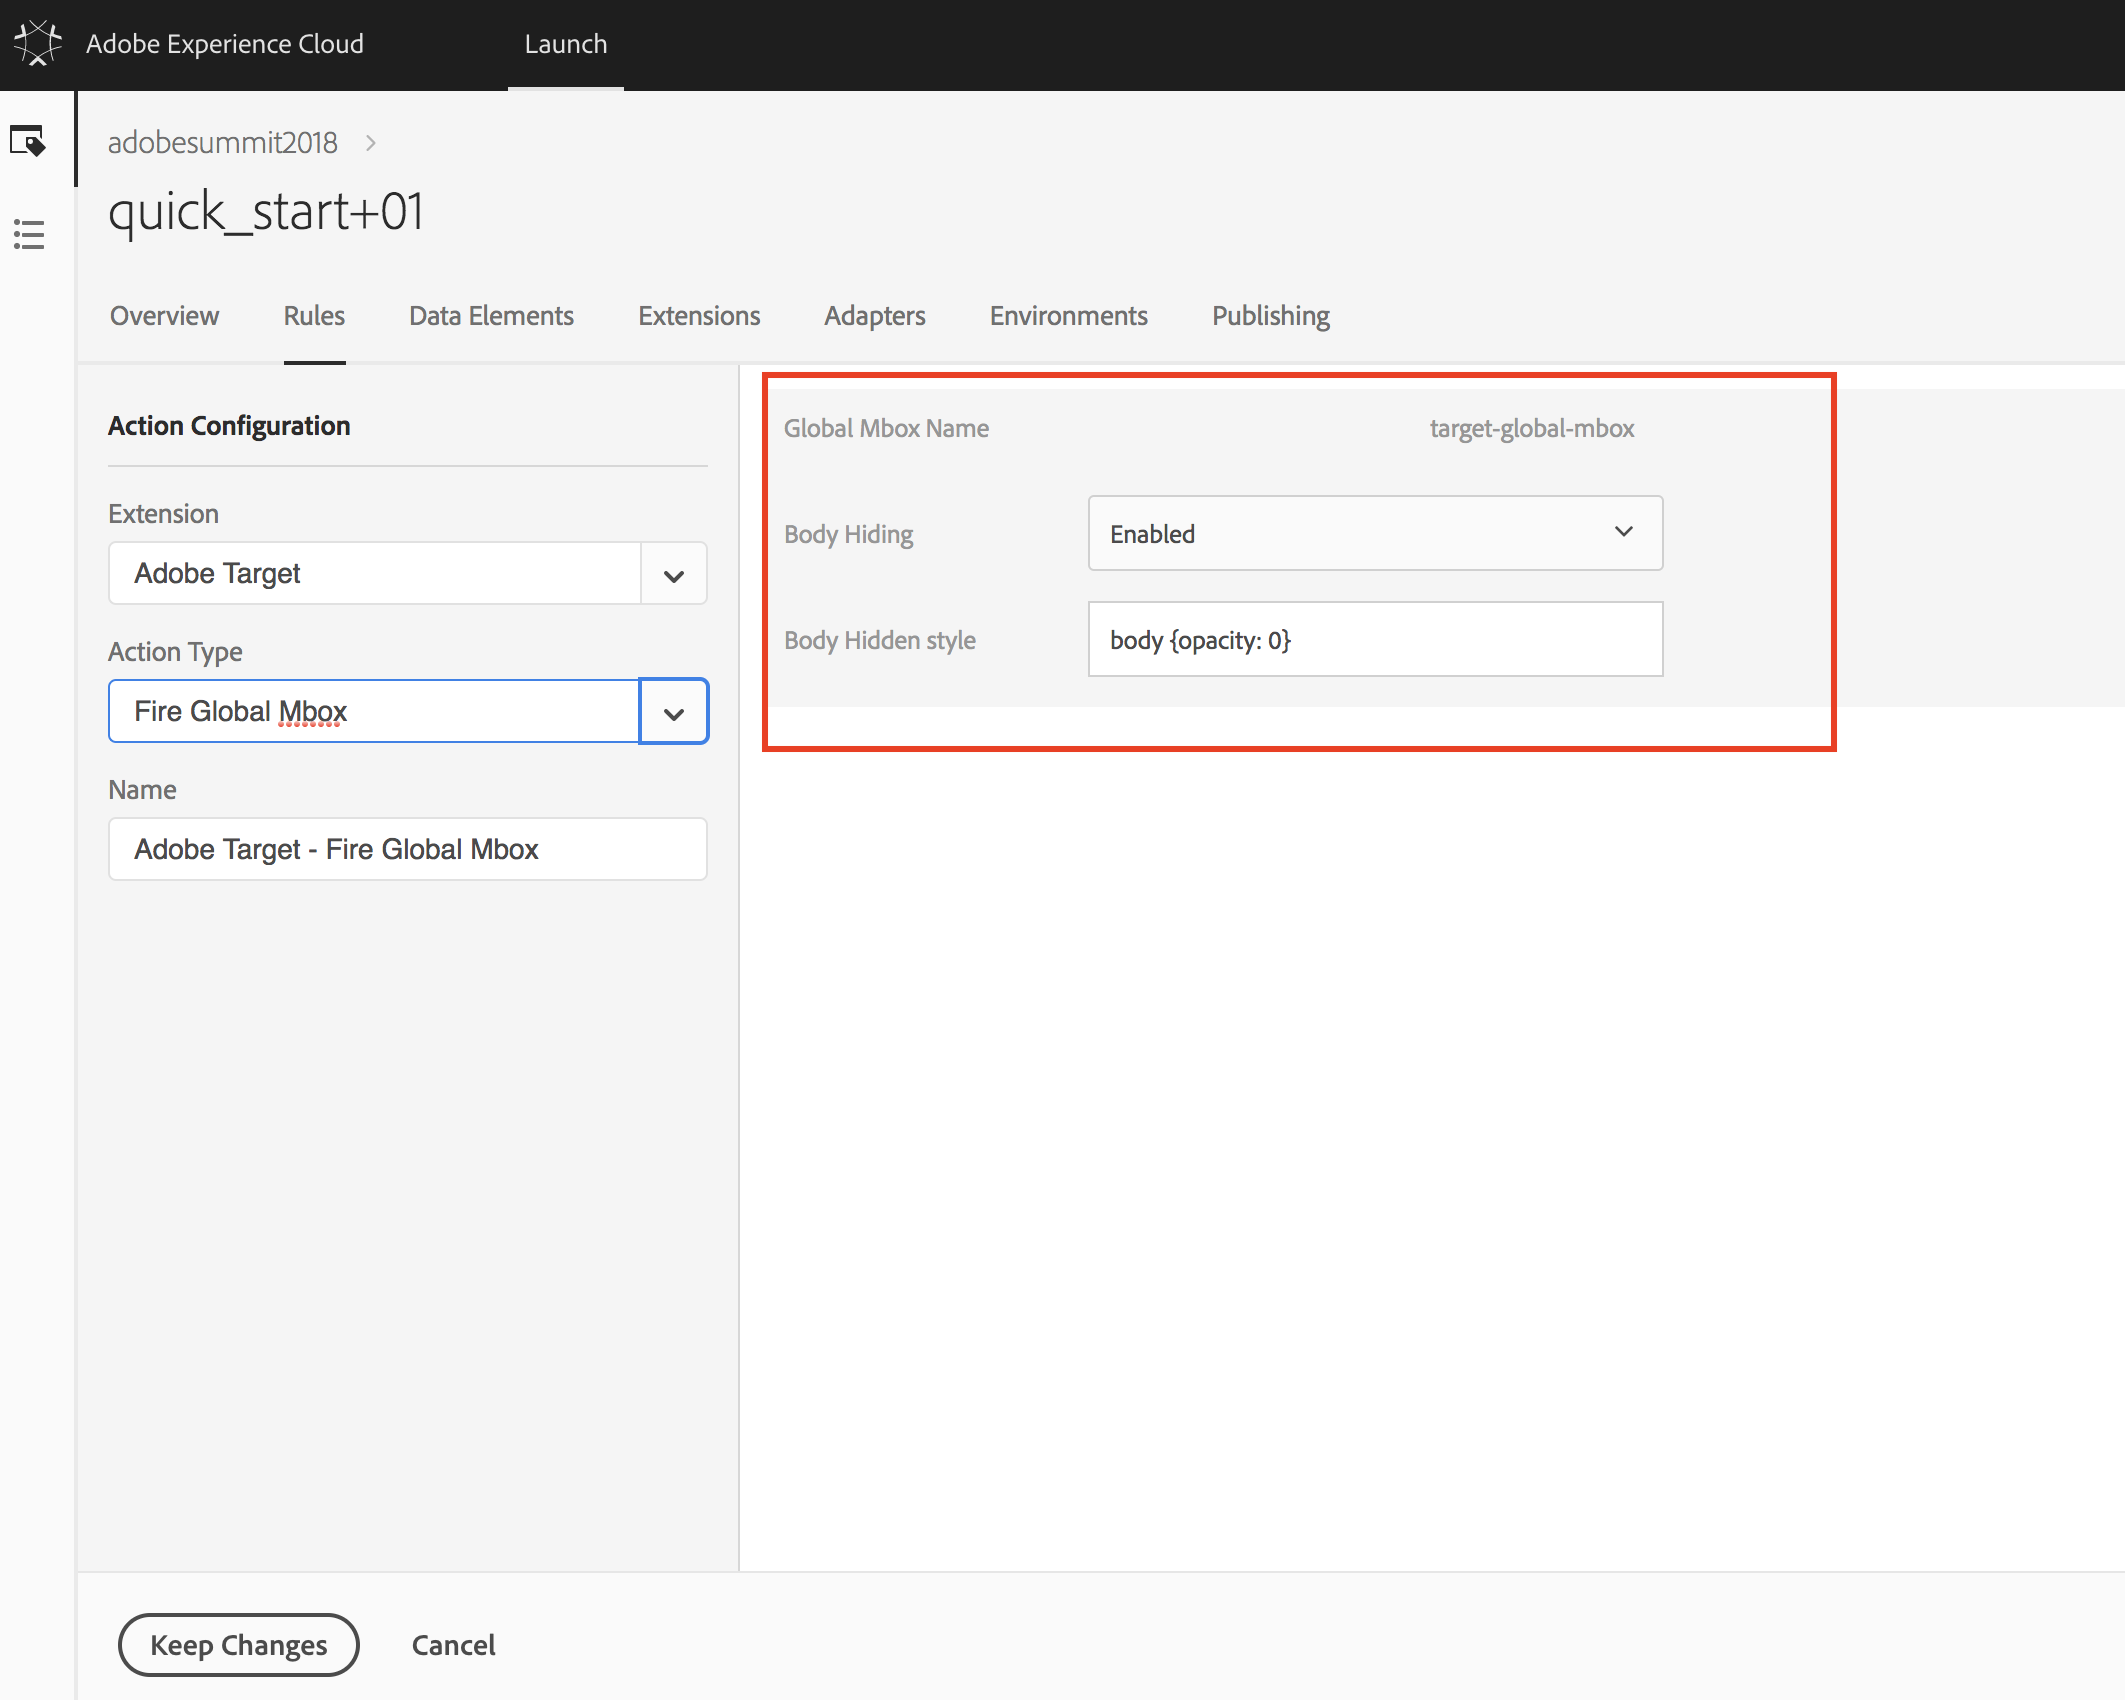 Adobe Experience Cloud
Launch
adobesummit2018
quick_start+01
Overview
Rules
Data Elements
Extensions
Adapters
Environments
Publishing
Action Configuration
Extension
Adobe Target
Action Type
Fire Global Mbox
Name
Adobe Target - Fire Global Mbox
Global Mbox Name
target-global-mbox
Body Hiding
Enabled
Body Hidden style
body {opacity: 0}
Keep Changes
Cancel